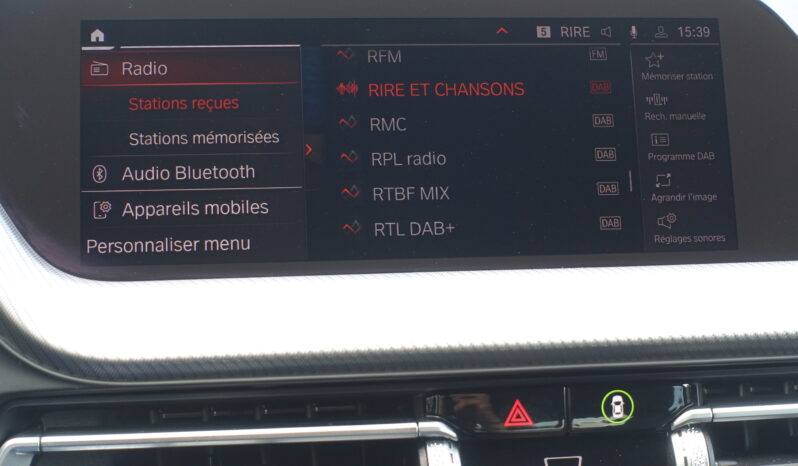 5 RIRE 15:39
Radio
Stations reçues
Stations mémorisées
Audio Bluetooth
Appareils mobiles
Personnaliser menu
RFM FM
RIRE ET CHANSONS DAB
RMC DAB
RPL radio DAB
RTBF MIX DAB
RTL DAB+ DAB
Mémoriser station
Rech. manuelle
Programme DAB
Agrandir l'image
Réglages sonores